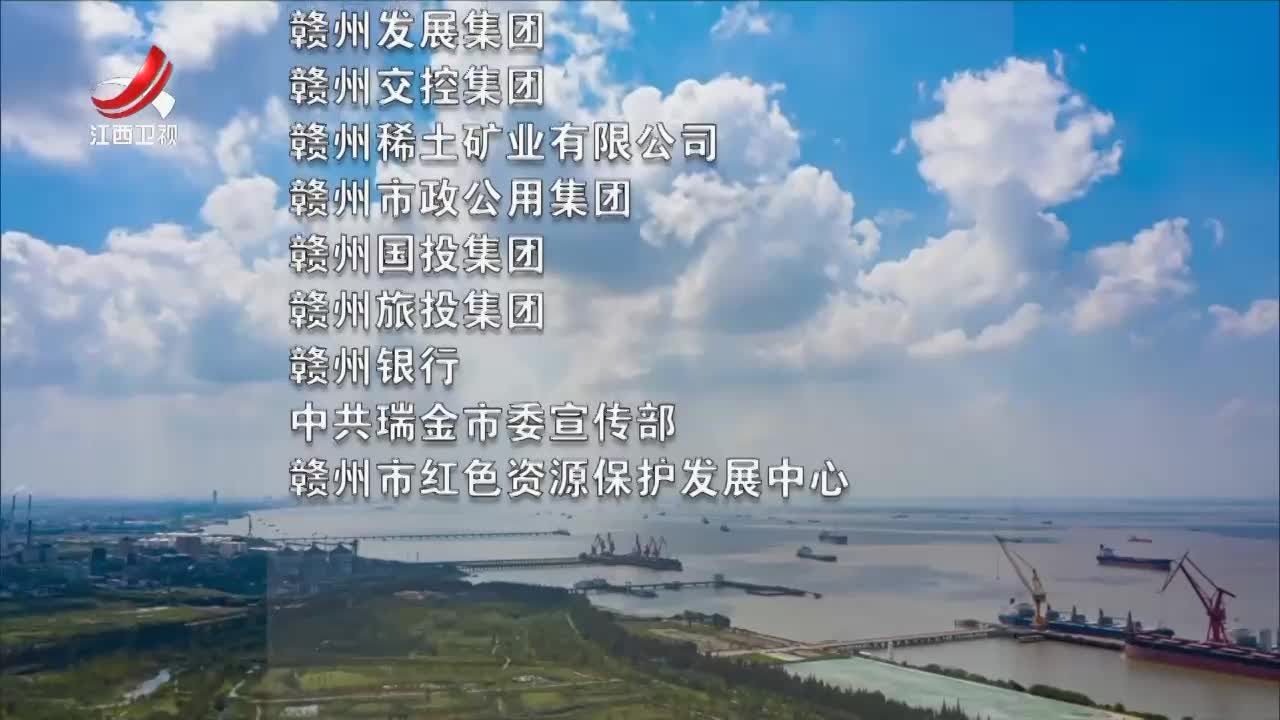 赣州发展集团
赣州交控集团
江西卫视
赣州稀土矿业有限公司
赣州市政公用集团
赣州国投集团
赣州旅投集团
赣州银行
中共瑞金市委宣传部
赣州市红色资源保护发展中心